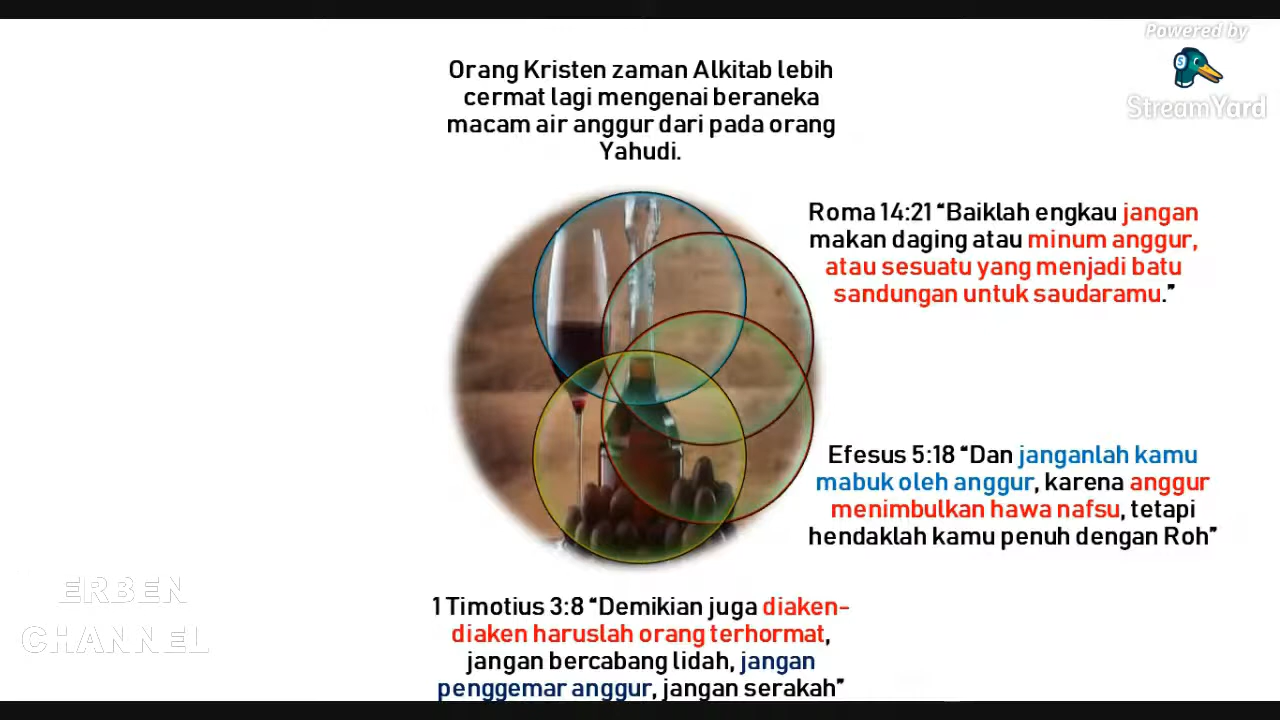 Powered by
StreamYard
Orang Kristen zaman Alkitab lebih
cermat lagi mengenai beraneka
macam air anggur dari pada orang
Yahudi.
Roma 14:21 “Baiklah engkau jangan
makan daging atau minum anggur,
atau sesuatu yang menjadi batu
sandungan untuk saudaramu.”
Efesus 5:18 “Dan janganlah kamu
mabuk oleh anggur, karena anggur
menimbulkan hawa nafsu, tetapi
hendaklah kamu penuh dengan Roh”
ERBEN
CHANNEL
1 Timotius 3:8 “Demikian juga diaken-
diaken haruslah orang terhormat,
jangan bercabang lidah, jangan
penggemar anggur, jangan serakah”